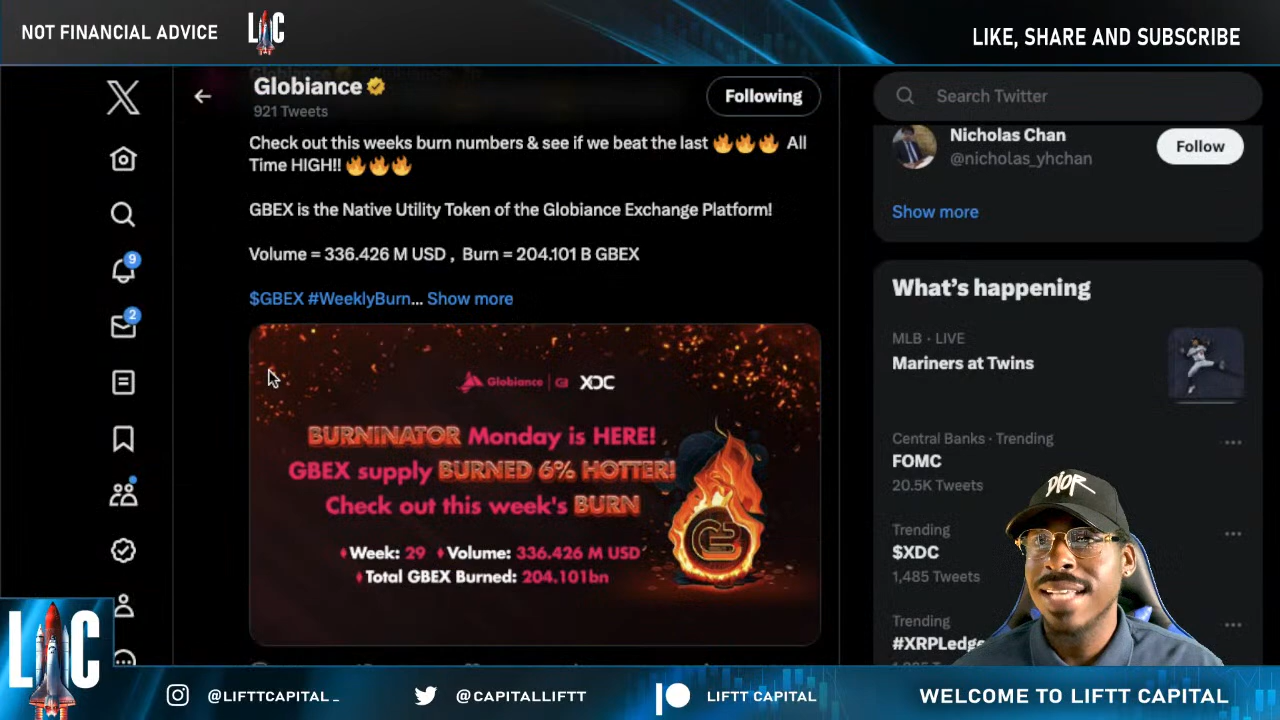 NOT FINANCIAL ADVICE
LC
LIKE, SHARE AND SUBSCRIBE
Globiance
921 Tweets
Following
Check out this weeks burn numbers & see if we beat the last 🔥🔥🔥 All
Time HIGH!! 🔥🔥🔥
GBEX is the Native Utility Token of the Globiance Exchange Platform!
Volume = 336.426 M USD , Burn = 204.101 B GBEX
$GBEX #WeeklyBurn... Show more
Globiance
XDC
BURNINATOR Monday is HERE!
GBEX supply BURNED 6% HOTTER!
Check out this week's BURN
Week: 29 Volume: 336.426 M USD
Total GBEX Burned: 204.101bn
9
2
Search Twitter
Nicholas Chan
@nicholas_yhchan
Follow
Show more
What's happening
MLB · LIVE
Mariners at Twins
Central Banks · Trending
FOMC
20.5K Tweets
Trending
$XDC
1,485 Tweets
Trending
#XRPLedge
DIOR
LC
@LIFTTCAPITAL_
@CAPITALLIFTT
LIFTT CAPITAL
WELCOME TO LIFTT CAPITAL